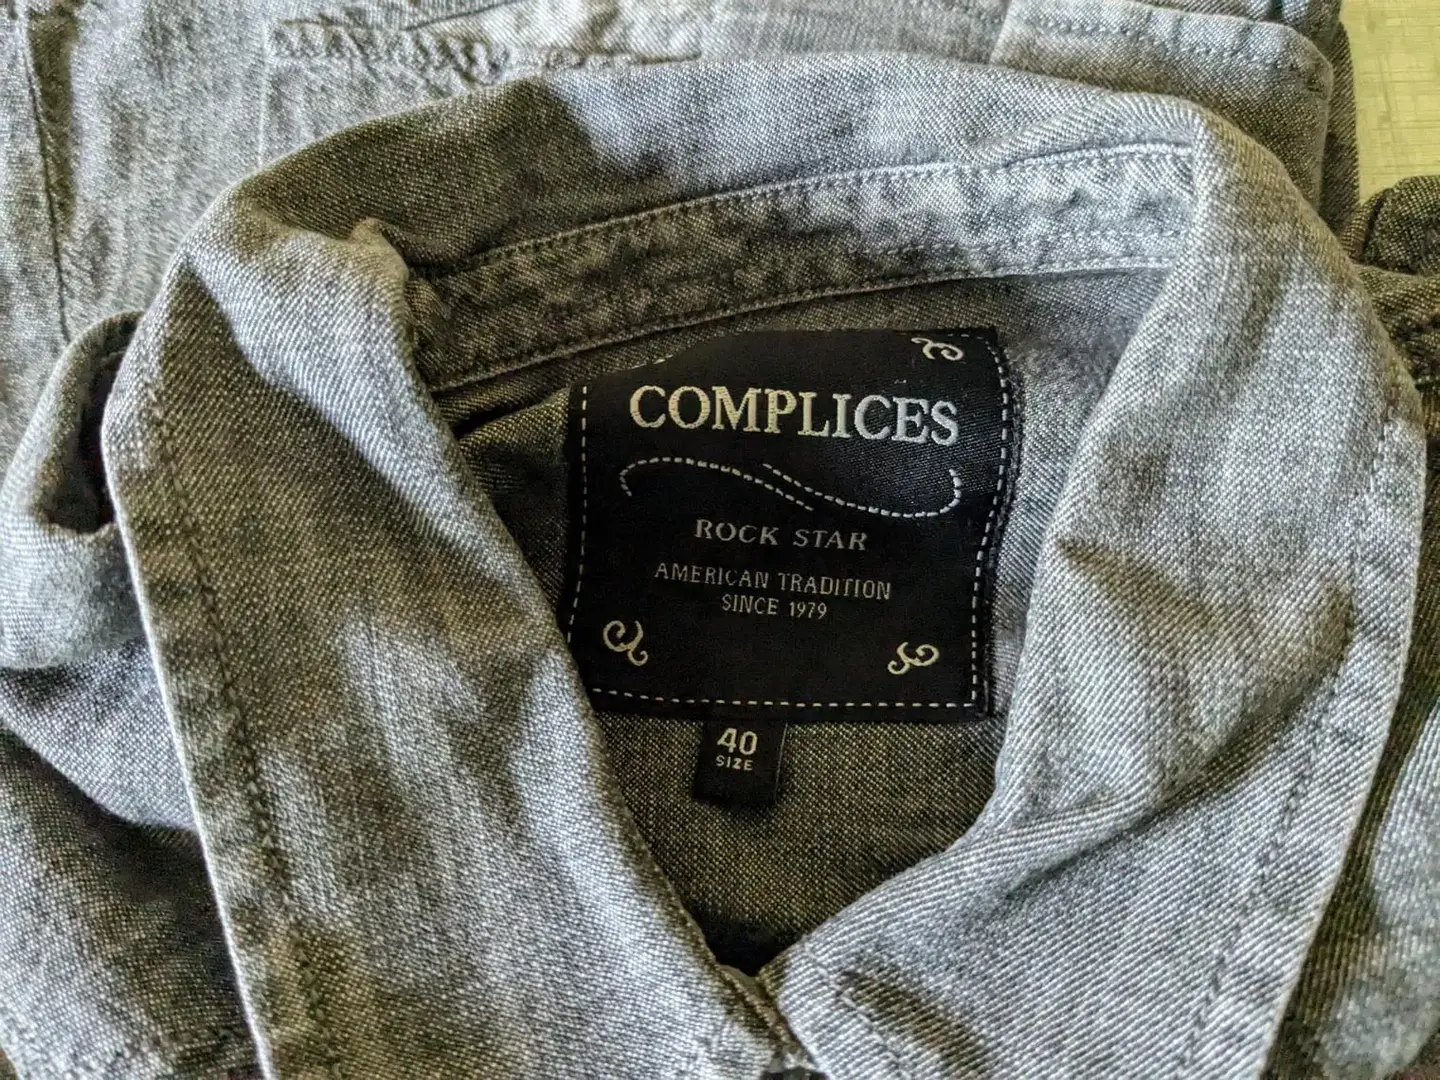 COMPLICES
ROCK STAR
AMERICAN TRADITION
SINCE 1979
40
SIZE